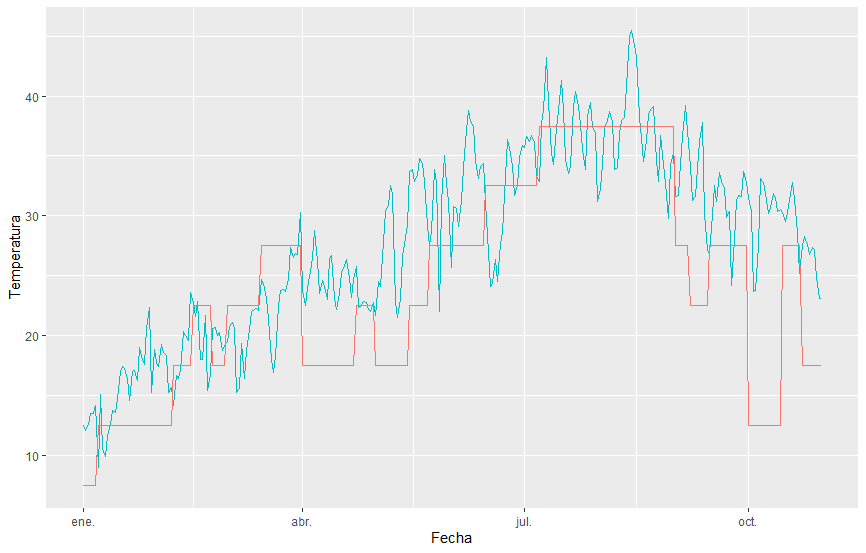 Temperatura
40
30
20
10
ene.
abr.
jul.
oct.
Fecha